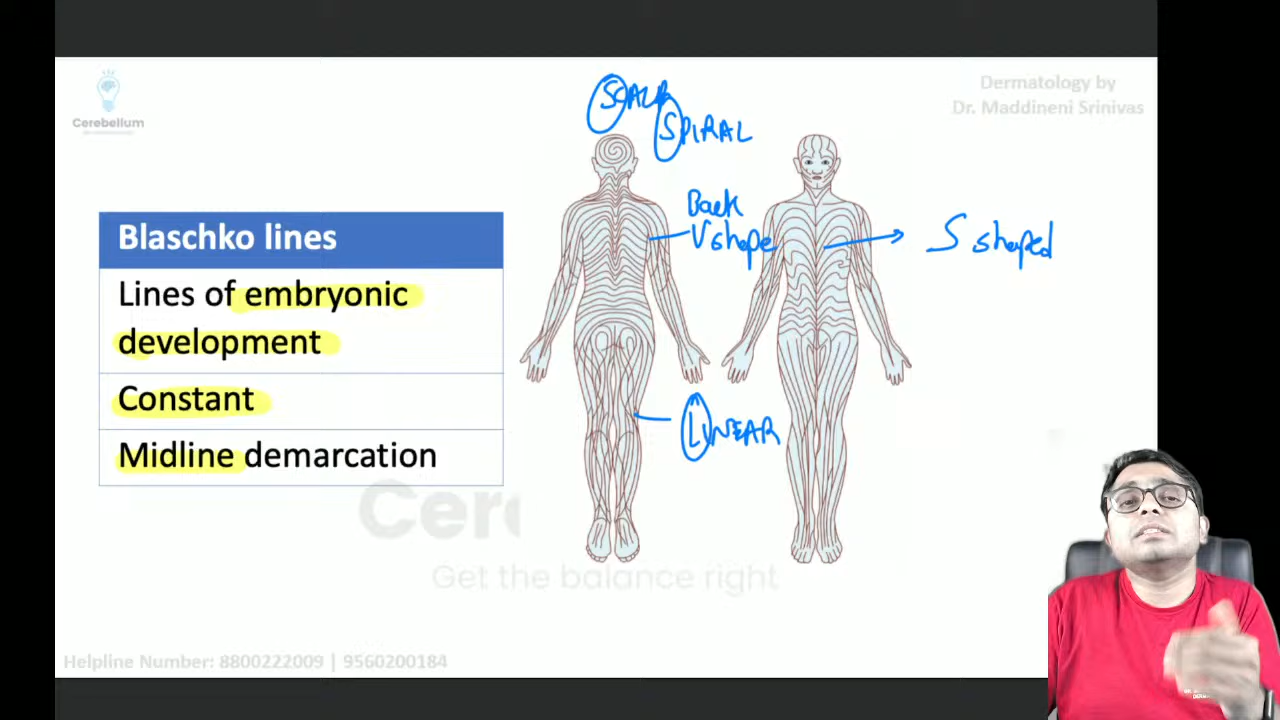 Cerebellum
Dermatology by
Dr. Maddineni Srinivas
SCALP
SPIRAL
Back
V shape
S shaped
Blaschko lines
Lines of embryonic
development
Constant
Midline demarcation
LINEAR
Cere
Get the balance right
Helpline Number: 8800222009 | 9560200184